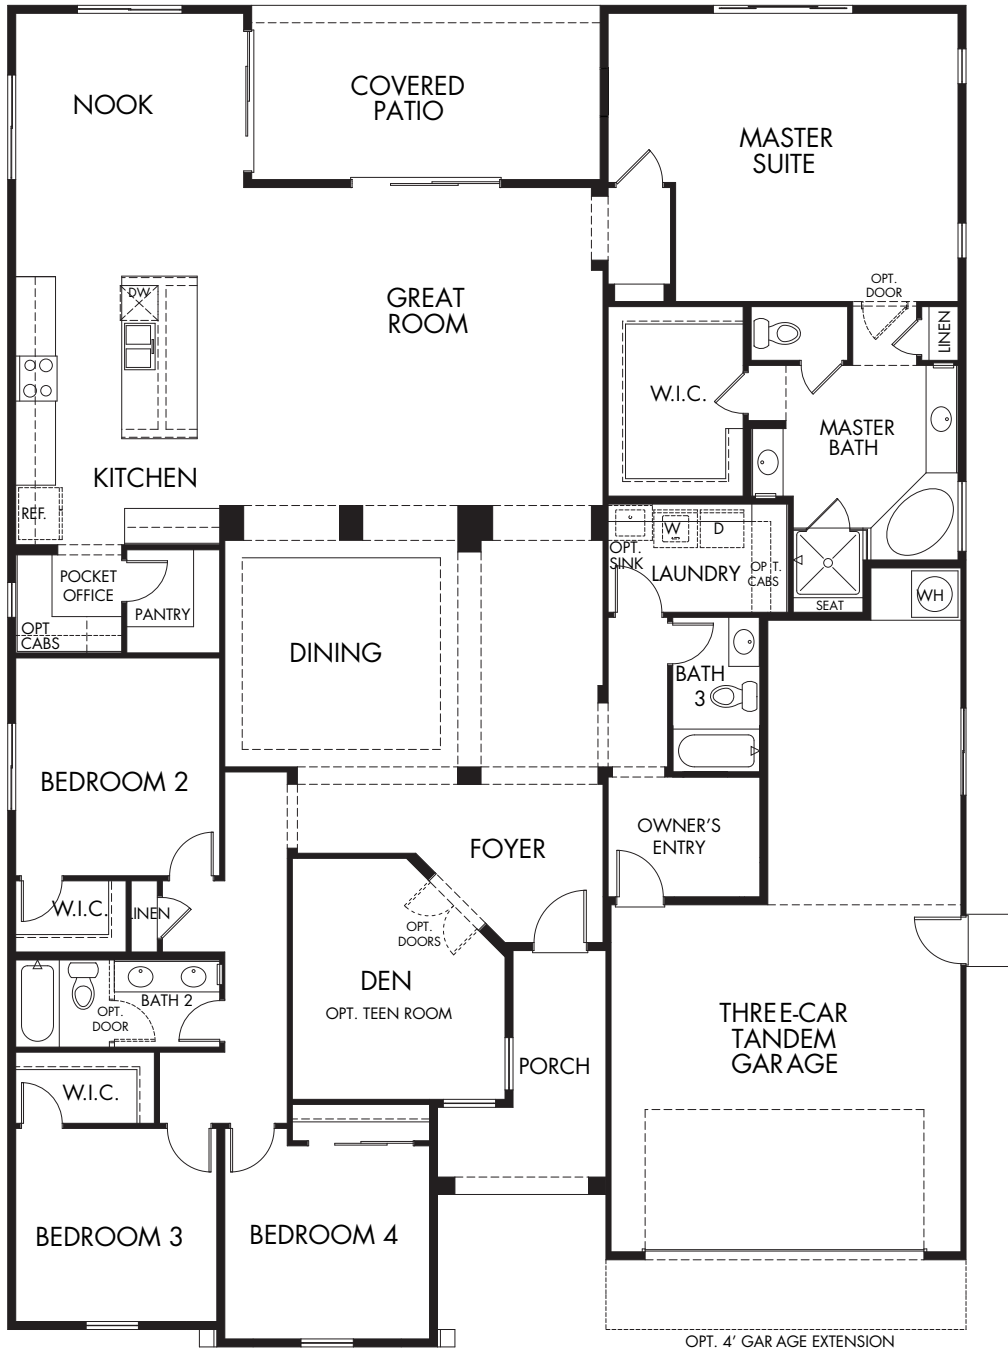 NOOK
COVERED
PATIO
MASTER
SUITE
GREAT
ROOM
OPT.
DOOR
DW
LINEN
W.I.C.
MASTER
BATH
KITCHEN
REF.
W
D
OPT.
SINK
LAUNDRY
OPT.
CABS
POCKET
OFFICE
PANTRY
OPT
CABS
SEAT
WH
DINING
BATH
3
BEDROOM 2
OWNER'S
ENTRY
FOYER
W.I.C.
LINEN
OPT.
DOORS
DEN
OPT. TEEN ROOM
BATH 2
OPT.
DOOR
THREE-CAR
TANDEM
GARAGE
PORCH
W.I.C.
BEDROOM 3
BEDROOM 4
OPT. 4' GARAGE EXTENSION